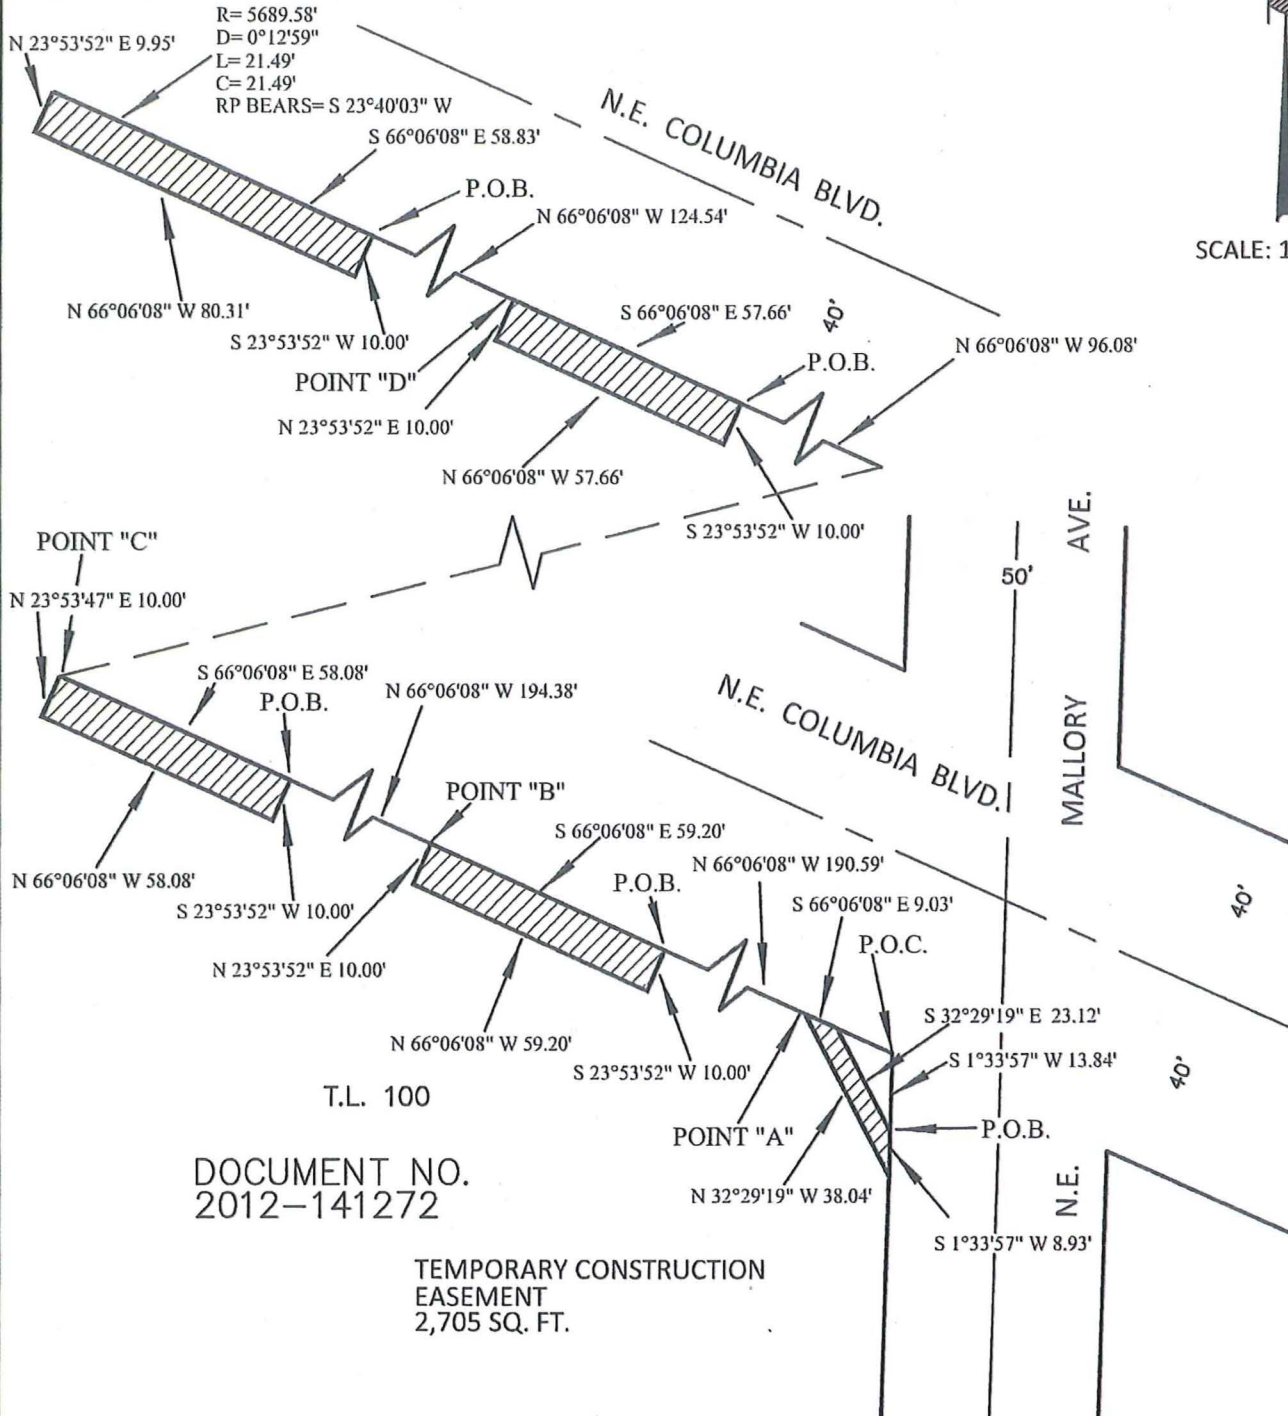 R= 5689.58'
D= 0°12'59"
L= 21.49'
C= 21.49'
RP BEARS= S 23°40'03" W
N 23°53'52" E 9.95'
S 66°06'08" E 58.83'
P.O.B.
N.E. COLUMBIA BLVD.
N 66°06'08" W 124.54'
SCALE: 1
N 66°06'08" W 80.31'
S 23°53'52" W 10.00'
S 66°06'08" E 57.66'
40'
POINT "D"
P.O.B.
N 66°06'08" W 96.08'
N 23°53'52" E 10.00'
N 66°06'08" W 57.66'
S 23°53'52" W 10.00'
POINT "C"
N 23°53'47" E 10.00'
50'
AVE.
MALLORY
N.E.
S 66°06'08" E 58.08'
P.O.B.
N 66°06'08" W 194.38'
N.E. COLUMBIA BLVD.
POINT "B"
S 66°06'08" E 59.20'
N 66°06'08" W 58.08'
S 23°53'52" W 10.00'
P.O.B.
N 66°06'08" W 190.59'
S 66°06'08" E 9.03'
40'
P.O.C.
N 23°53'52" E 10.00'
S 32°29'19" E 23.12'
N 66°06'08" W 59.20'
S 23°53'52" W 10.00'
S 1°33'57" W 13.84'
40'
T.L. 100
POINT "A"
P.O.B.
DOCUMENT NO.
2012-141272
N 32°29'19" W 38.04'
S 1°33'57" W 8.93'
TEMPORARY CONSTRUCTION
EASEMENT
2,705 SQ. FT.